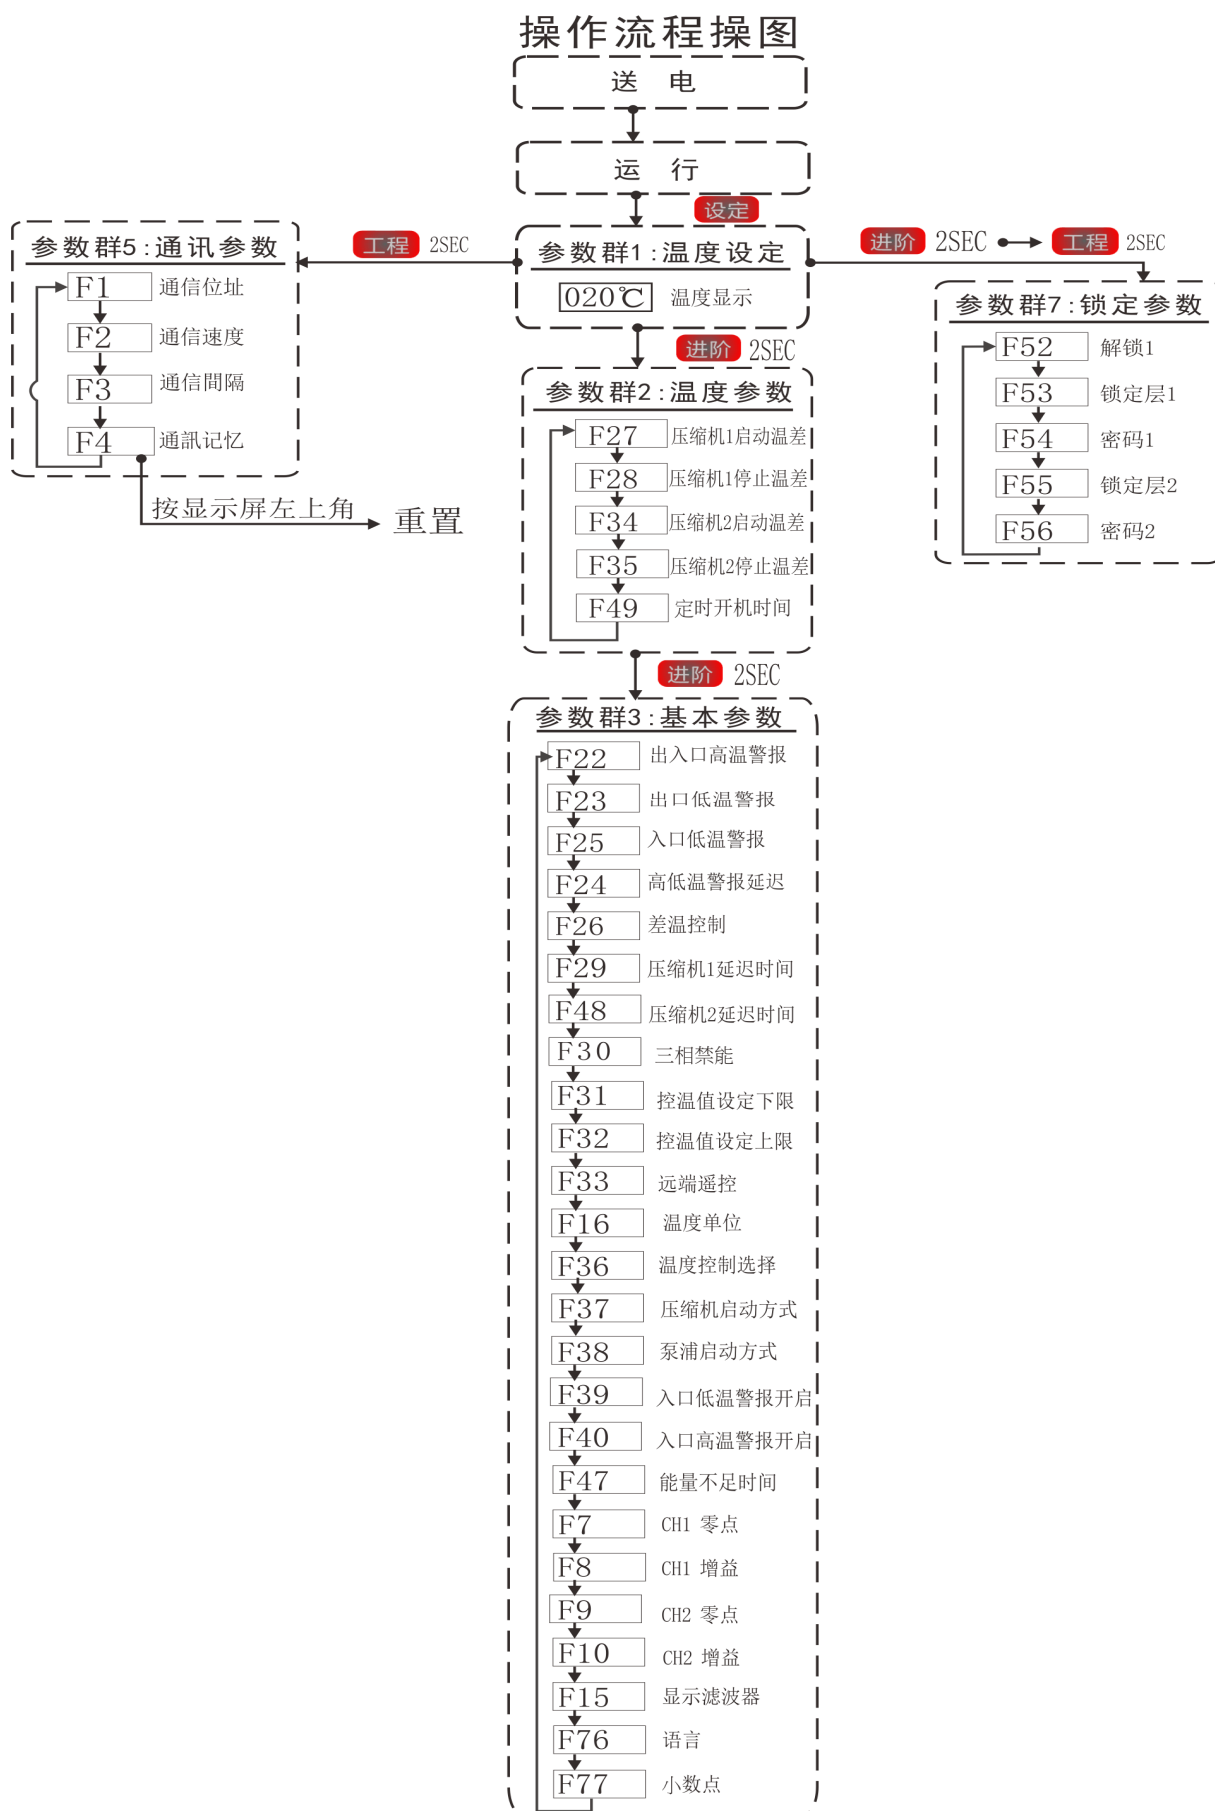 操作流程操图
送 电
运 行
设定
参数群5:通讯参数
F1 通信位址
F2 通信速度
F3 通信間隔
F4 通訊记忆
按显示屏左上角 重置
工程 2SEC
参数群1:温度设定
020℃ 温度显示
进阶 2SEC 工程 2SEC
参数群7:锁定参数
F52 解锁1
F53 锁定层1
F54 密码1
F55 锁定层2
F56 密码2
进阶 2SEC
参数群2:温度参数
F27 压缩机1启动温差
F28 压缩机1停止温差
F34 压缩机2启动温差
F35 压缩机2停止温差
F49 定时开机时间
进阶 2SEC
参数群3:基本参数
F22 出入口高温警报
F23 出口低温警报
F25 入口低温警报
F24 高低温警报延迟
F26 差温控制
F29 压缩机1延迟时间
F48 压缩机2延迟时间
F30 三相禁能
F31 控温值设定下限
F32 控温值设定上限
F33 远端遥控
F16 温度单位
F36 温度控制选择
F37 压缩机启动方式
F38 泵浦启动方式
F39 入口低温警报开启
F40 入口高温警报开启
F47 能量不足时间
F7 CH1 零点
F8 CH1 增益
F9 CH2 零点
F10 CH2 增益
F15 显示滤波器
F76 语言
F77 小数点